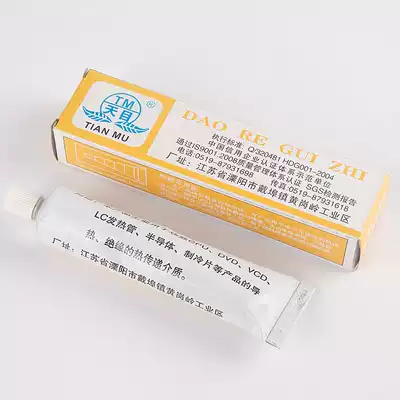 TM
天目
®
TIAN MU
DAO RE GUI ZHI
执行标准: Q/320481 HDG001-2004
中国信用企业认证体系示范单位
通过ISO9001:2008质量管理体系认证 SGS检测报告
电话:0519-87931698 传真:0519-87931616
厂址:江苏省溧阳市戴埠镇黄岗岭工业区
CPU、DVD、VCD、
LC发热管、半导体、制冷片等产品的导
热、绝缘的热传递介质。
厂址:江苏省溧阳市戴埠镇黄岗岭工业区